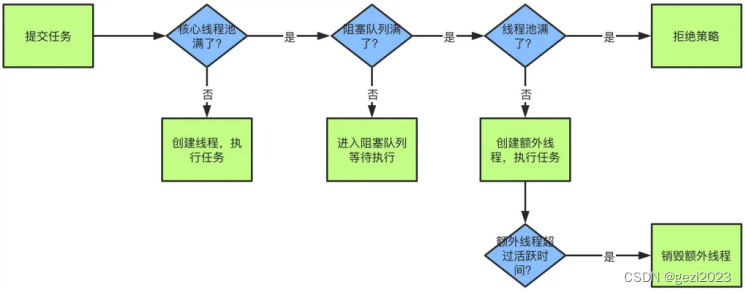 提交任务
核心线程池
满了?
是
阻塞队列满
了?
是
线程池满
了?
是
拒绝策略
否
否
否
创建线程，执
行任务
进入阻塞队列
等待执行
创建额外线
程，执行任务
额外线程超
过活跃时
间?
是
销毁额外线程
CSDN @gezi2023